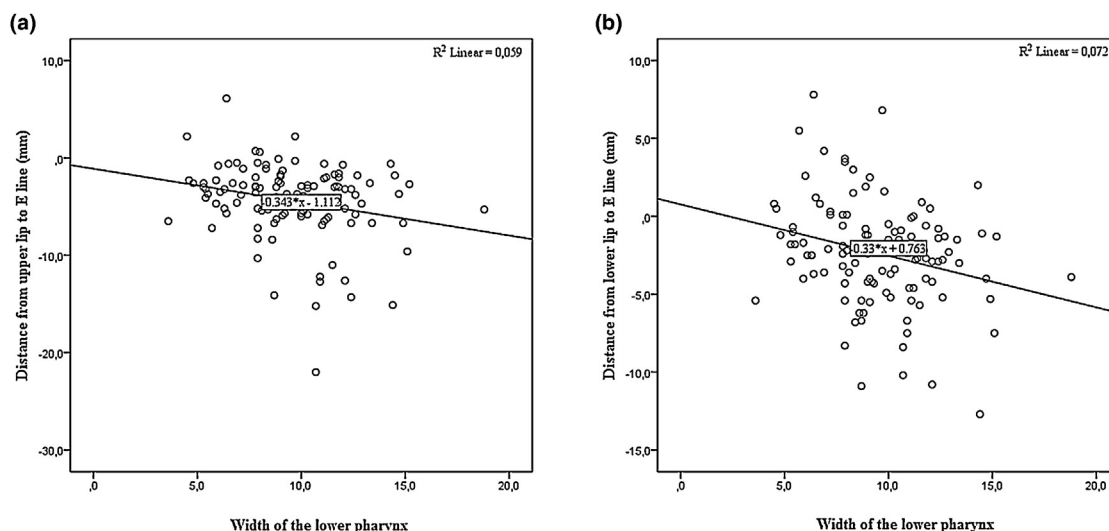 (a)
R² Linear = 0,059
10,0
,0
-10,0
-20,0
-30,0
Distance from upper lip to E line (mm)
-0.343*x - 1.112
,0 5,0 10,0 15,0 20,0
Width of the lower pharynx
(b)
R² Linear = 0,072
10,0
5,0
,0
-5,0
-10,0
-15,0
Distance from lower lip to E line (mm)
-0.33*x + 0.763
,0 5,0 10,0 15,0 20,0
Width of the lower pharynx